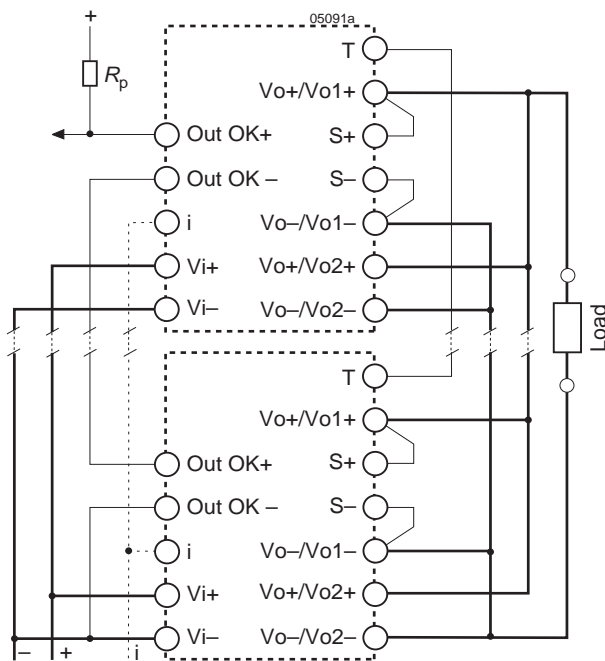 05091a
+
Rp
T
Vo+/Vo1+
Out OK+
S+
Out OK –
S–
i
Vo–/Vo1–
Vi+
Vo+/Vo2+
Vi–
Vo–/Vo2–
Load
T
Vo+/Vo1+
Out OK+
S+
Out OK –
S–
i
Vo–/Vo1–
Vi+
Vo+/Vo2+
Vi–
Vo–/Vo2–
– + i